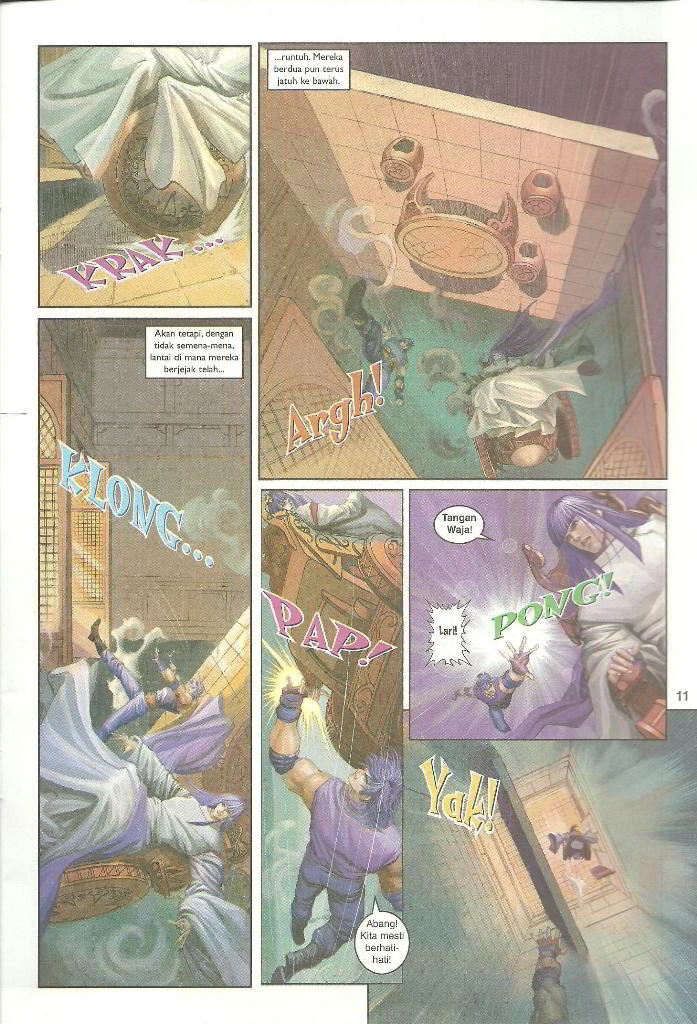 KRAK....
Akan tetapi, dengan
tidak semena-mena,
lantai di mana mereka
berjejak telah...
KLONG...
...runtuh. Mereka
berdua pun terus
jatuh ke bawah.
Argh!
PAP!
Abang!
Kita mesti
berhati-
hati!
Tangan
Waja!
Lari!
PONG!
Yak!
11